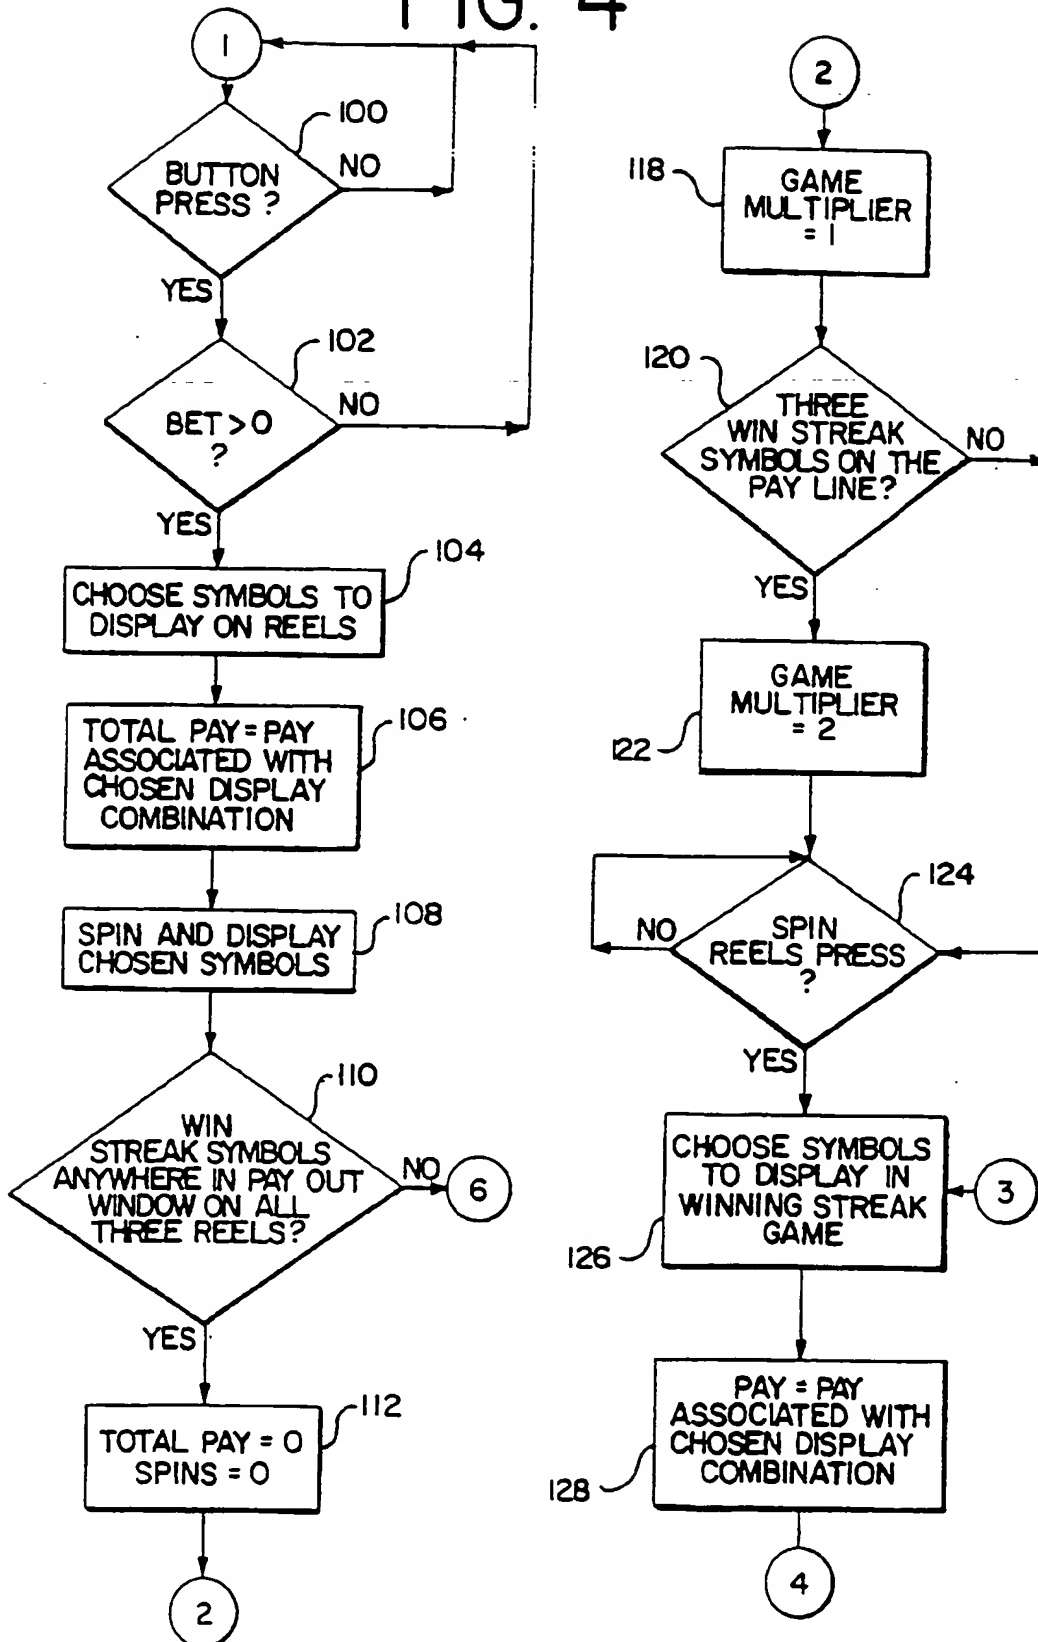 FIG. 4
1
100
BUTTON
PRESS ?
NO
YES
102
BET > 0
?
NO
YES
104
CHOOSE SYMBOLS TO
DISPLAY ON REELS
106
TOTAL PAY = PAY
ASSOCIATED WITH
CHOSEN DISPLAY
COMBINATION
108
SPIN AND DISPLAY
CHOSEN SYMBOLS
110
WIN
STREAK SYMBOLS
ANYWHERE IN PAY OUT
WINDOW ON ALL
THREE REELS?
NO
6
YES
112
TOTAL PAY = 0
SPINS = 0
2
2
118
GAME
MULTIPLIER
= 1
120
THREE
WIN STREAK
SYMBOLS ON THE
PAY LINE?
NO
YES
GAME
MULTIPLIER
= 2
122
124
SPIN
REELS PRESS
?
NO
YES
CHOOSE SYMBOLS
TO DISPLAY IN
WINNING STREAK
GAME
3
126
PAY = PAY
ASSOCIATED WITH
CHOSEN DISPLAY
COMBINATION
128
4